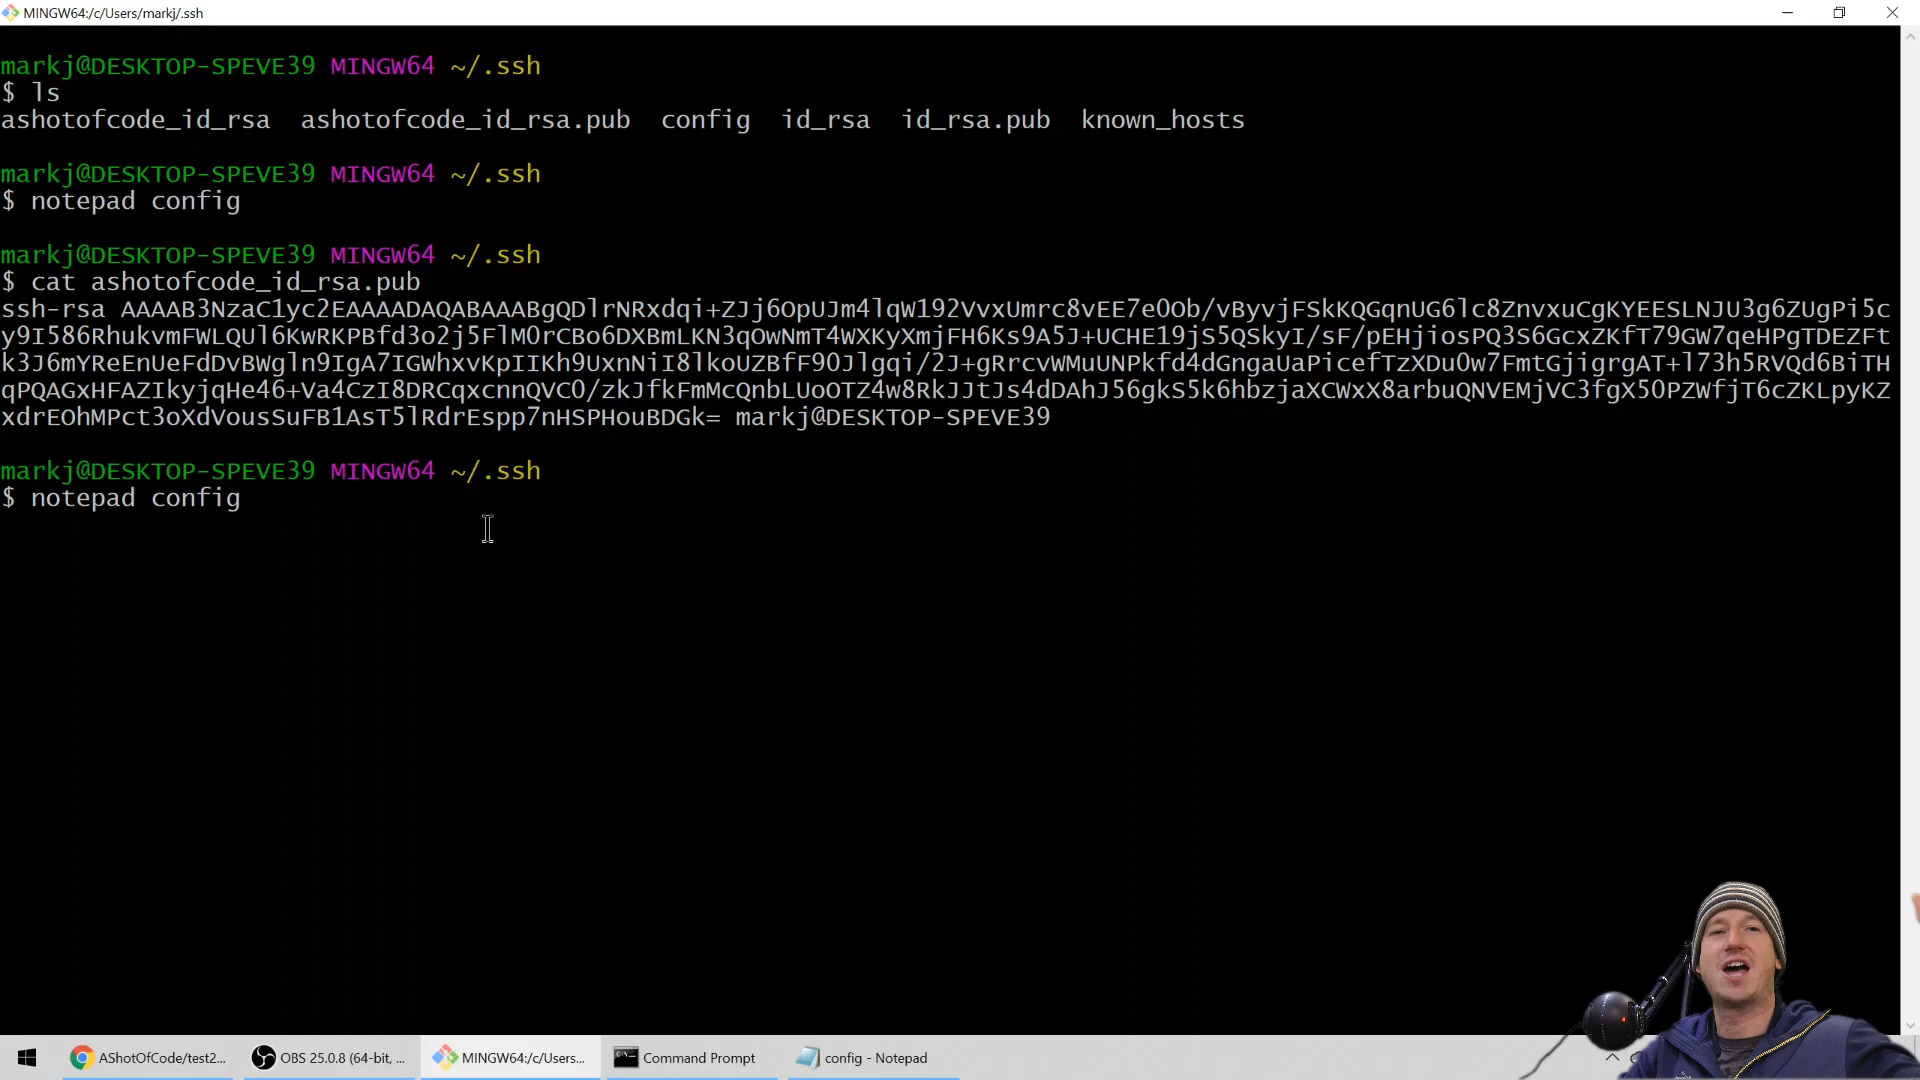 MINGW64:/c/Users/markj/.ssh
markj@DESKTOP-SPEVE39 MINGW64 ~/.ssh
$ ls
ashotofcode_id_rsa  ashotofcode_id_rsa.pub  config  id_rsa  id_rsa.pub  known_hosts
markj@DESKTOP-SPEVE39 MINGW64 ~/.ssh
$ notepad config
markj@DESKTOP-SPEVE39 MINGW64 ~/.ssh
$ cat ashotofcode_id_rsa.pub
ssh-rsa AAAAB3NzaC1yc2EAAAADAQABAAABgQDlrNRxdqi+ZJj6OpUJm4lqW192VvxUmrc8vEE7e0Ob/vByvjFSkKQGqnUG6lc8ZnvxuCgKYEESLNJU3g6ZUgPi5c
y9I586RhukvmFWLQUl6KwRKPBfd3o2j5FlM0rCBo6DXBmLKN3qOwNmT4WXKyXmjFH6Ks9A5J+UCHE19jS5QSkyI/sF/pEHjiosPQ3S6GcxZKfT79GW7qeHPgTDEZFt
k3J6mYReEnUeFdDvBWgln9IgA7IGWhxvKpIIKh9UxnNiI8lkoUZBfF90Jlgqi/2J+gRrcvWMuUNPkfd4dGngaUaPicefTzXDu0w7FmtGjigrgAT+l73h5RVQd6BiTH
qPQAGxHFAZIkyjqHe46+Va4CzI8DRCqxcnnQVC0/zkJfkFmMcQnbLUoOTZ4w8RkJJtJs4dDAhJ56gkS5k6hbzjaXCWxX8arbuQNVEMjVC3fgX50PZWfjT6cZKLpyKZ
xdrEOhMPct3oXdVousSuFB1AsT5lRdrEspp7nHSPHouBDGk= markj@DESKTOP-SPEVE39
markj@DESKTOP-SPEVE39 MINGW64 ~/.ssh
$ notepad config
AShotOfCode/test2... OBS 25.0.8 (64-bit, ... MINGW64:/c/Users... Command Prompt config - Notepad